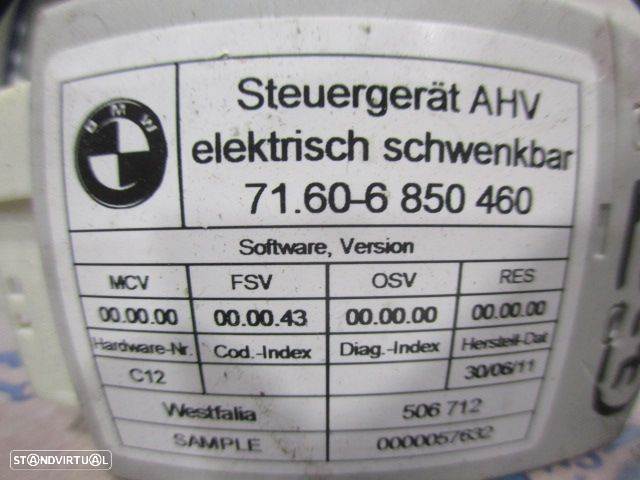 BMW
Steuergerät AHV
elektrisch schwenkbar
71.60-6 850 460
Software, Version
MCV FSV OSV RES
00.00.00 00.00.43 00.00.00 00.00.00
Hardware-Nr. Cod.-Index Diag.-Index Herstell-Dat
C12 30/06/11
Westfalia 506 712
SAMPLE 0000057632
STANDVIRTUAL